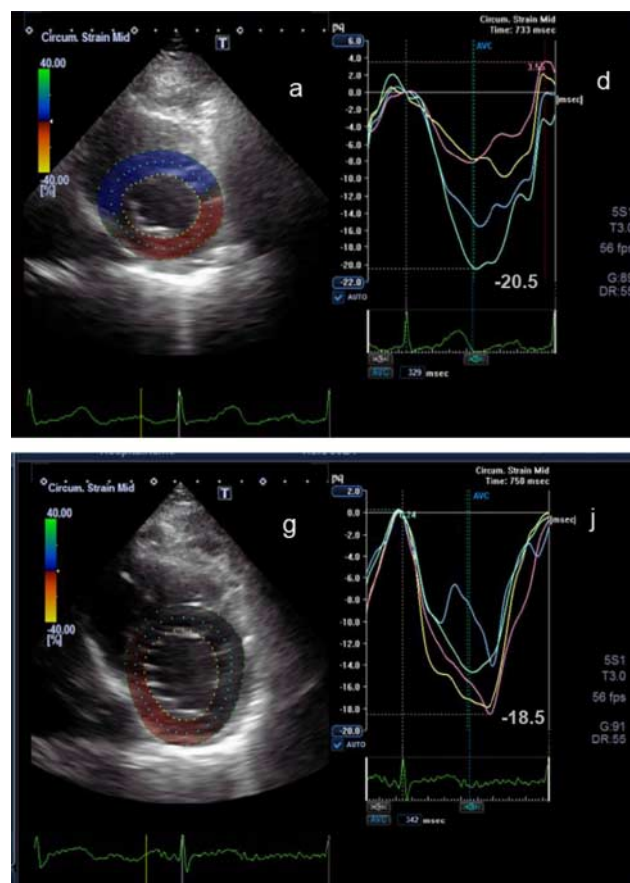 Circum. Strain Mid
T
40.00
-40.00
[%]
a
Circum. Strain Mid
Time: 733 msec
[%]
AVC
6.0
4.0
2.0
0.0
-2.0
-4.0
-6.0
-8.0
-10.0
-12.0
-14.0
-16.0
-18.0
-20.0
-22.0
[msec]
d
-20.5
AUTO
5S1
T3.0
56 fps
DR:55
AVC 329 msec
Circum. Strain Mid
T
40.00
-40.00
[%]
g
Circum. Strain Mid
Time: 758 msec
[%]
AVC
2.0
0.0
-2.0
-4.0
-6.0
-8.0
-10.0
-12.0
-14.0
-16.0
-18.0
-20.0
[msec]
j
-18.5
AUTO
5S1
T3.0
56 fps
G:91
DR:55
AVC 342 msec